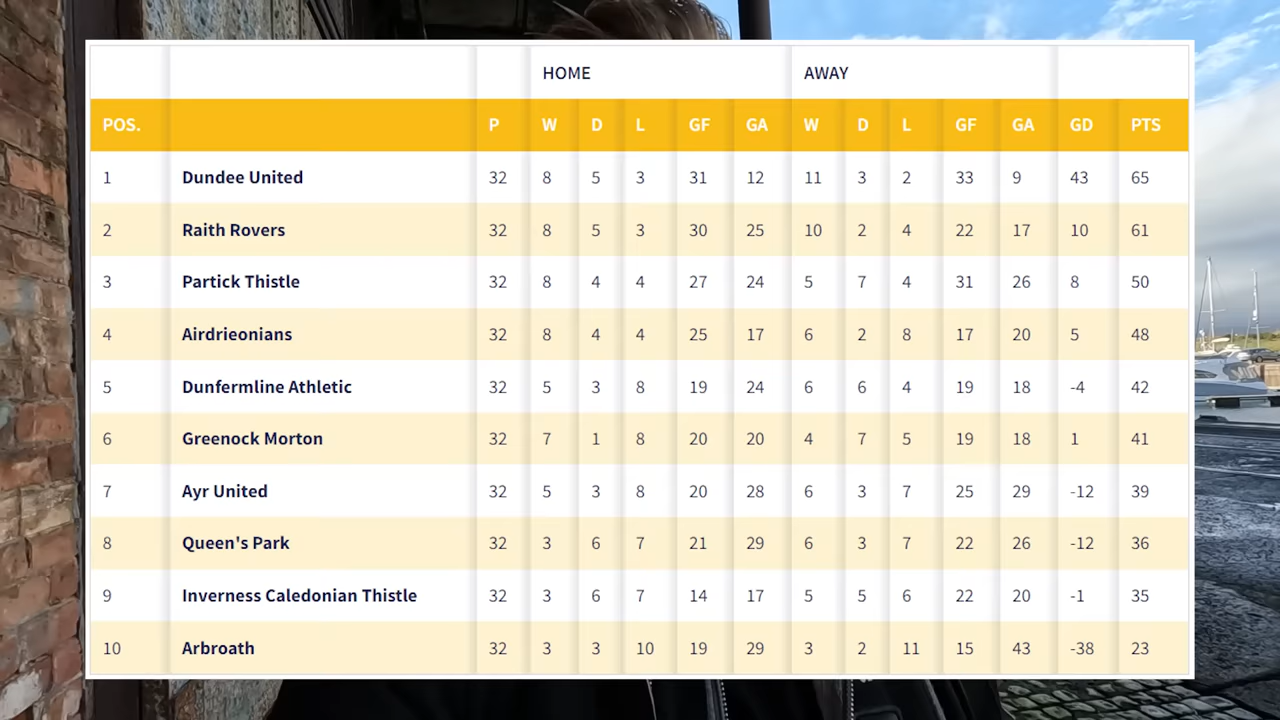 HOME AWAY
POS. P W D L GF GA W D L GF GA GD PTS
1 Dundee United 32 8 5 3 31 12 11 3 2 33 9 43 65
2 Raith Rovers 32 8 5 3 30 25 10 2 4 22 17 10 61
3 Partick Thistle 32 8 4 4 27 24 5 7 4 31 26 8 50
4 Airdrieonians 32 8 4 4 25 17 6 2 8 17 20 5 48
5 Dunfermline Athletic 32 5 3 8 19 24 6 6 4 19 18 -4 42
6 Greenock Morton 32 7 1 8 20 20 4 7 5 19 18 1 41
7 Ayr United 32 5 3 8 20 28 6 3 7 25 29 -12 39
8 Queen's Park 32 3 6 7 21 29 6 3 7 22 26 -12 36
9 Inverness Caledonian Thistle 32 3 6 7 14 17 5 5 6 22 20 -1 35
10 Arbroath 32 3 3 10 19 29 3 2 11 15 43 -38 23